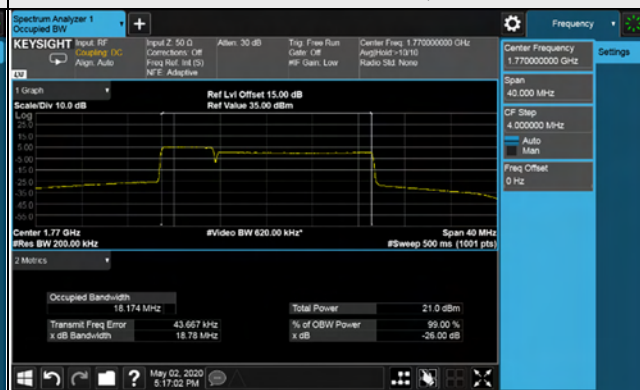 Spectrum Analyzer 1
Occupied BW
Frequency
KEYSIGHT
Input: RF
Coupling: DC
Align: Auto
Input Z: 50 Ω
Corrections: Off
Freq Ref: Int (S)
NFE: Adaptive
Atten: 30 dB
Trig: Free Run
Gate: Off
#IF Gain: Low
Center Freq: 1.770000000 GHz
Avg|Hold:>10/10
Radio Std: None
Center Frequency
1.770000000 GHz
Settings
Span
40.000 MHz
CF Step
4.000000 MHz
Auto
Man
Freq Offset
0 Hz
1 Graph
Scale/Div 10.0 dB
Ref Lvl Offset 15.00 dB
Ref Value 35.00 dBm
Log
25.0
15.0
5.00
-5.00
-15.0
-25.0
-35.0
-45.0
-55.0
Center 1.77 GHz
#Res BW 200.00 kHz
#Video BW 620.00 kHz*
Span 40 MHz
#Sweep 500 ms (1001 pts)
2 Metrics
Occupied Bandwidth
18.174 MHz
Total Power 21.0 dBm
Transmit Freq Error 43.667 kHz
% of OBW Power 99.00 %
x dB Bandwidth 18.78 MHz
x dB -26.00 dB
May 02, 2020
5:17:02 PM